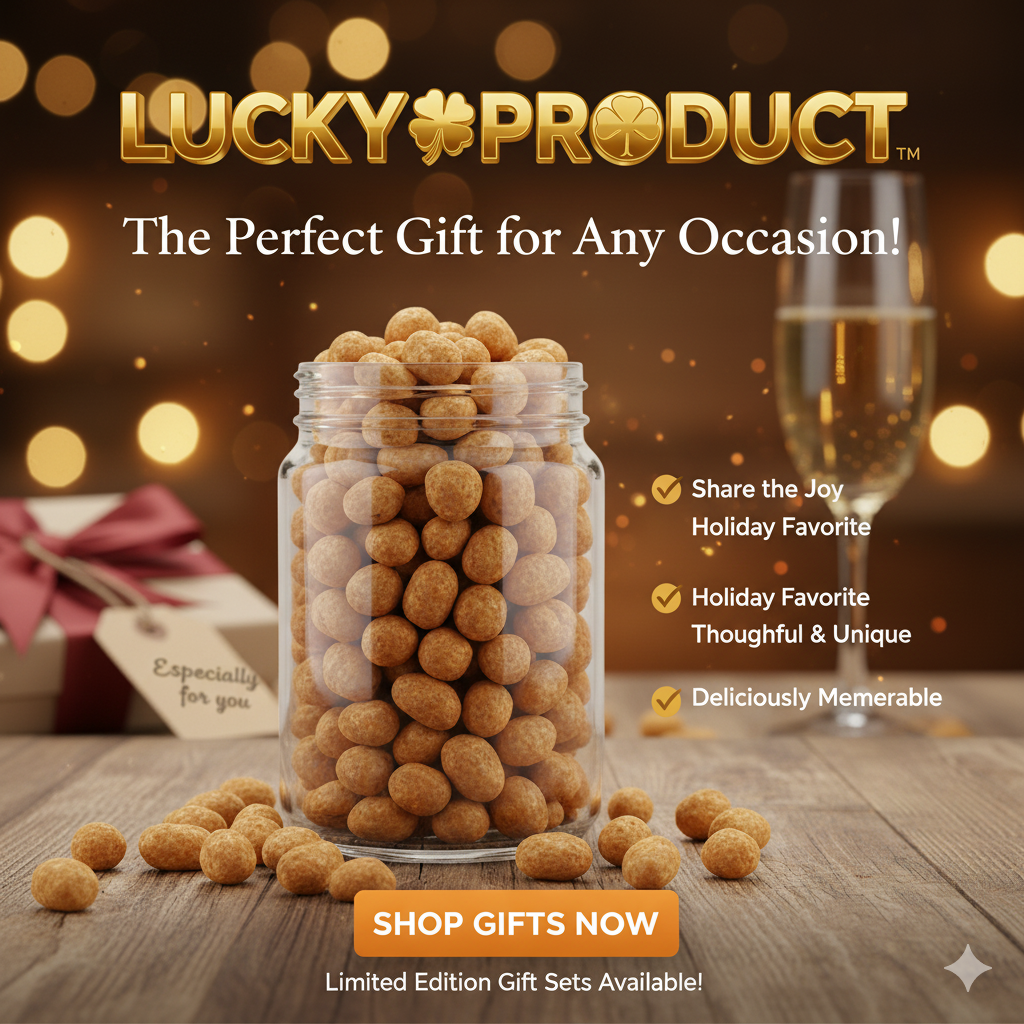 LUCKY PRODUCT™
The Perfect Gift for Any Occasion!
Share the Joy
Holiday Favorite
Holiday Favorite
Thoughful & Unique
Deliciously Memerable
Especially
for you
SHOP GIFTS NOW
Limited Edition Gift Sets Available!